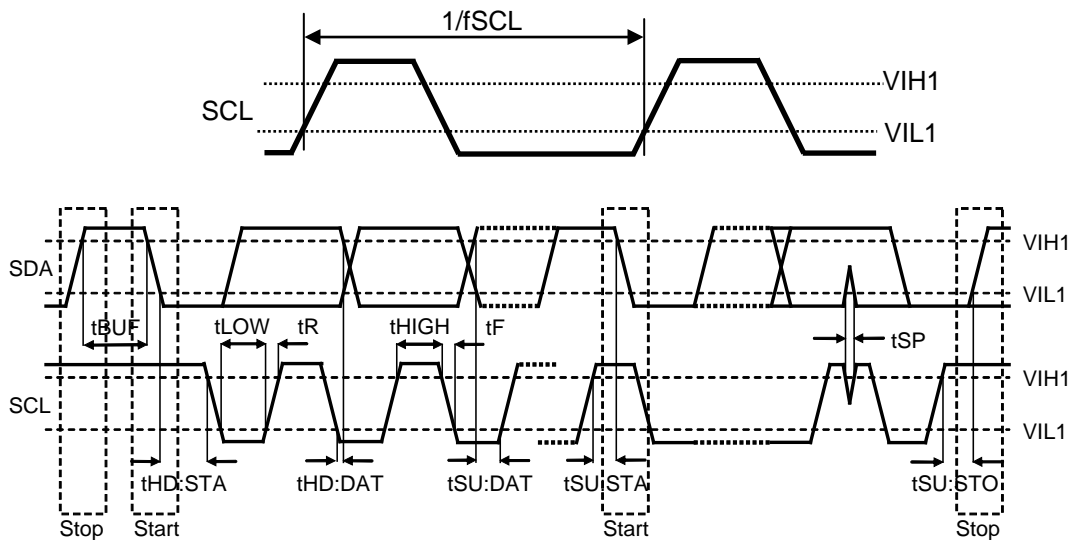 1/fSCL
VIH1
SCL
VIL1
VIH1
SDA
VIL1
tBUF tLOW tR tHIGH tF
tSP
VIH1
SCL
VIL1
tHD:STA tHD:DAT tSU:DAT tSU:STA tSU:STO
Stop Start Start Stop